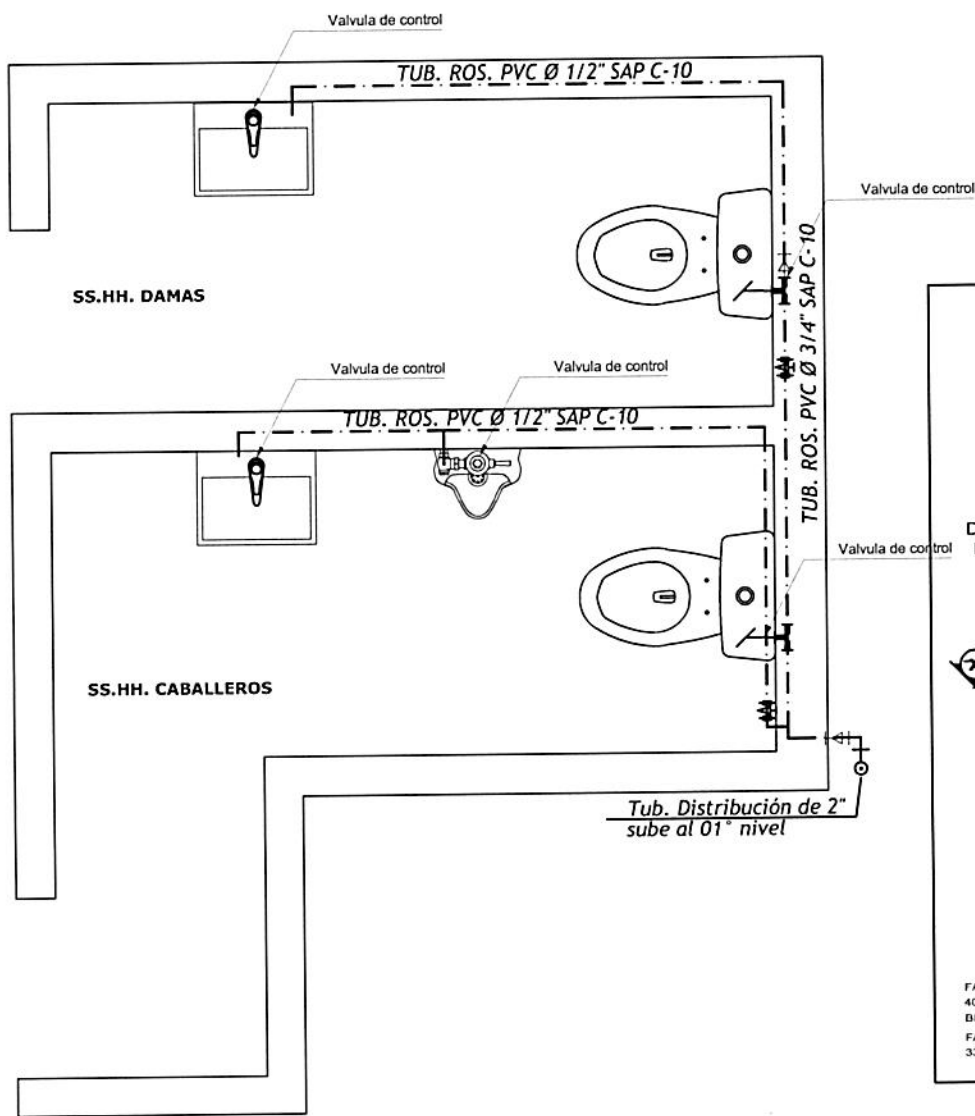 Valvula de control
TUB. ROS. PVC Ø 1/2" SAP C-10
Valvula de control
SS.HH. DAMAS
TUB. ROS. PVC Ø 3/4" SAP C-10
Valvula de control
Valvula de control
TUB. ROS. PVC Ø 1/2" SAP C-10
Valvula de control
SS.HH. CABALLEROS
Tub. Distribución de 2"
sube al 01° nivel